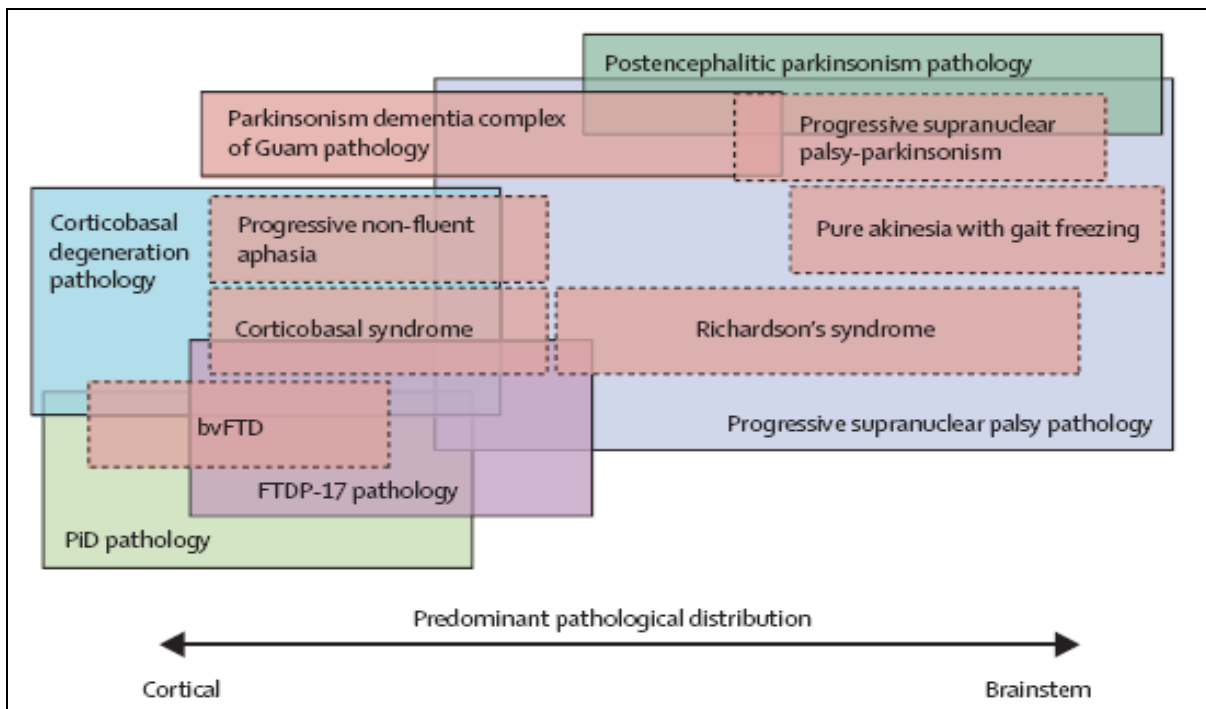 Postencephalitic parkinsonism pathology
Parkinsonism dementia complex
of Guam pathology
Progressive supranuclear
palsy-parkinsonism
Corticobasal
degeneration
pathology
Progressive non-fluent
aphasia
Pure akinesia with gait freezing
Corticobasal syndrome
Richardson's syndrome
bvFTD
Progressive supranuclear palsy pathology
FTDP-17 pathology
PiD pathology
Predominant pathological distribution
Cortical
Brainstem